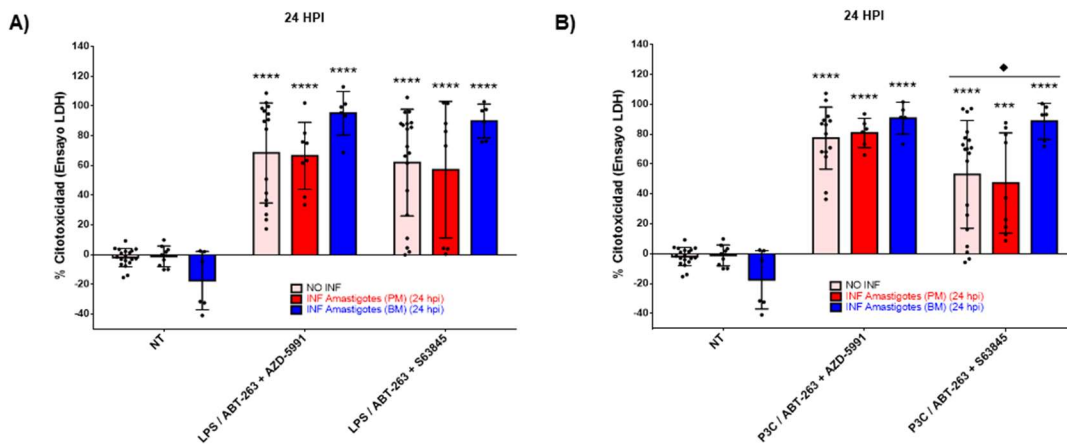 A)
24 HPI
% Citotoxicidad (Ensayo LDH)
140
120
100
80
60
40
20
0
-20
-40
****
****
****
****
****
****
NO INF
INF Amastigotes (PM) (24 hpi)
INF Amastigotes (BM) (24 hpi)
NT
LPS / ABT-263 + AZD-5991
LPS / ABT-263 + S63845
B)
24 HPI
% Citotoxicidad (Ensayo LDH)
140
120
100
80
60
40
20
0
-20
-40
****
****
****
◆
****
***
****
NO INF
INF Amastigotes (PM) (24 hpi)
INF Amastigotes (BM) (24 hpi)
NT
P3C / ABT-263 + AZD-5991
P3C / ABT-263 + S63845